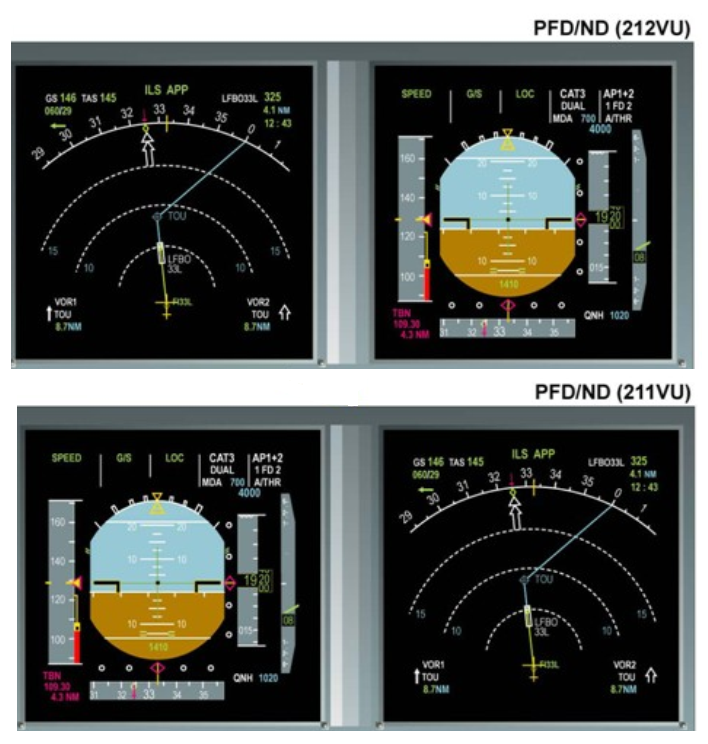 PFD/ND (212VU)
GS 146 TAS 145
060/29
ILS APP
LFBO33L 325
4.1 NM
12 : 43
29 30 31 32 33 34 35 0 1
TOU
15 15
LFBO
33L
10 10
FI33L
VOR1
TOU
8.7NM
VOR2
TOU
8.7NM
SPEED G/S LOC CAT3 AP1+2
DUAL 1 FD 2
MDA 700 A/THR
4000
160
140
120
100
20 20
10 10
10 10
1410
19 20
00
015
08
TBN
109.30
4.3 NM
QNH 1020
31 32 33 34 35
PFD/ND (211VU)
SPEED G/S LOC CAT3 AP1+2
DUAL 1 FD 2
MDA 700 A/THR
4000
160
140
120
100
20 20
10 10
10 10
1410
19 20
00
015
08
TBN
109.30
4.3 NM
QNH 1020
31 32 33 34 35
GS 146 TAS 145
060/29
ILS APP
LFBO33L 325
4.1 NM
12 : 43
29 30 31 32 33 34 35 0 1
TOU
15 15
LFBO
33L
10 10
FI33L
VOR1
TOU
8.7NM
VOR2
TOU
8.7NM